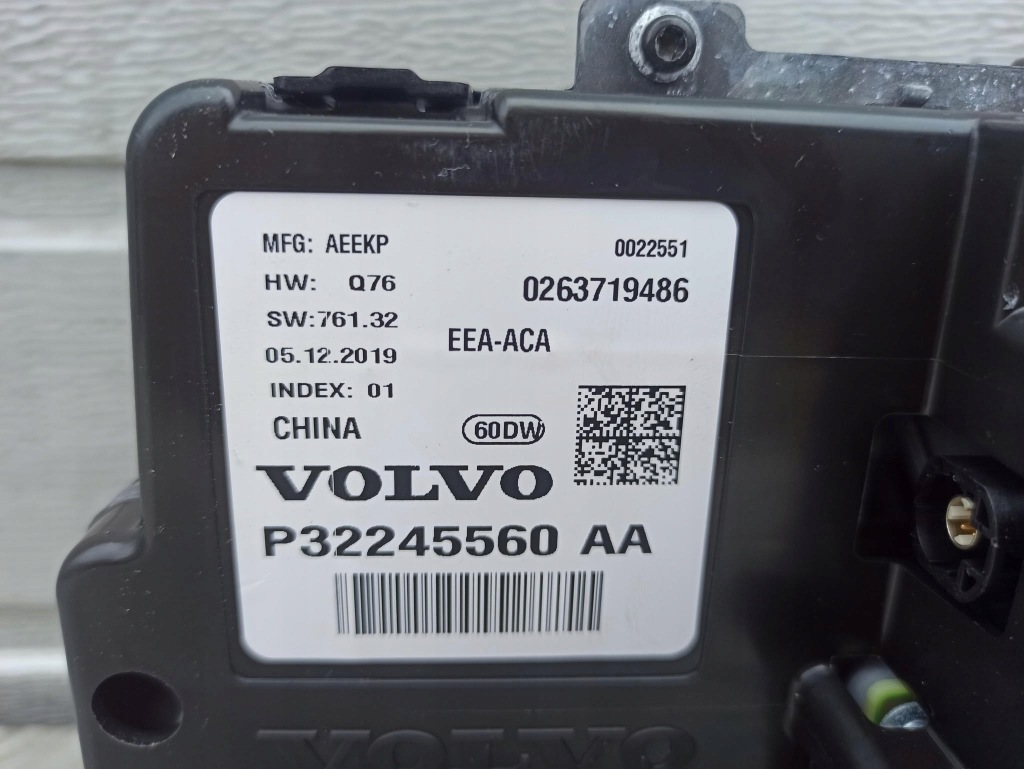 MFG: AEEKP 0022551
HW: Q76 0263719486
SW:761.32
EEA-ACA
05.12.2019
INDEX: 01
CHINA 60DW
VOLVO
P32245560 AA
VOLVO